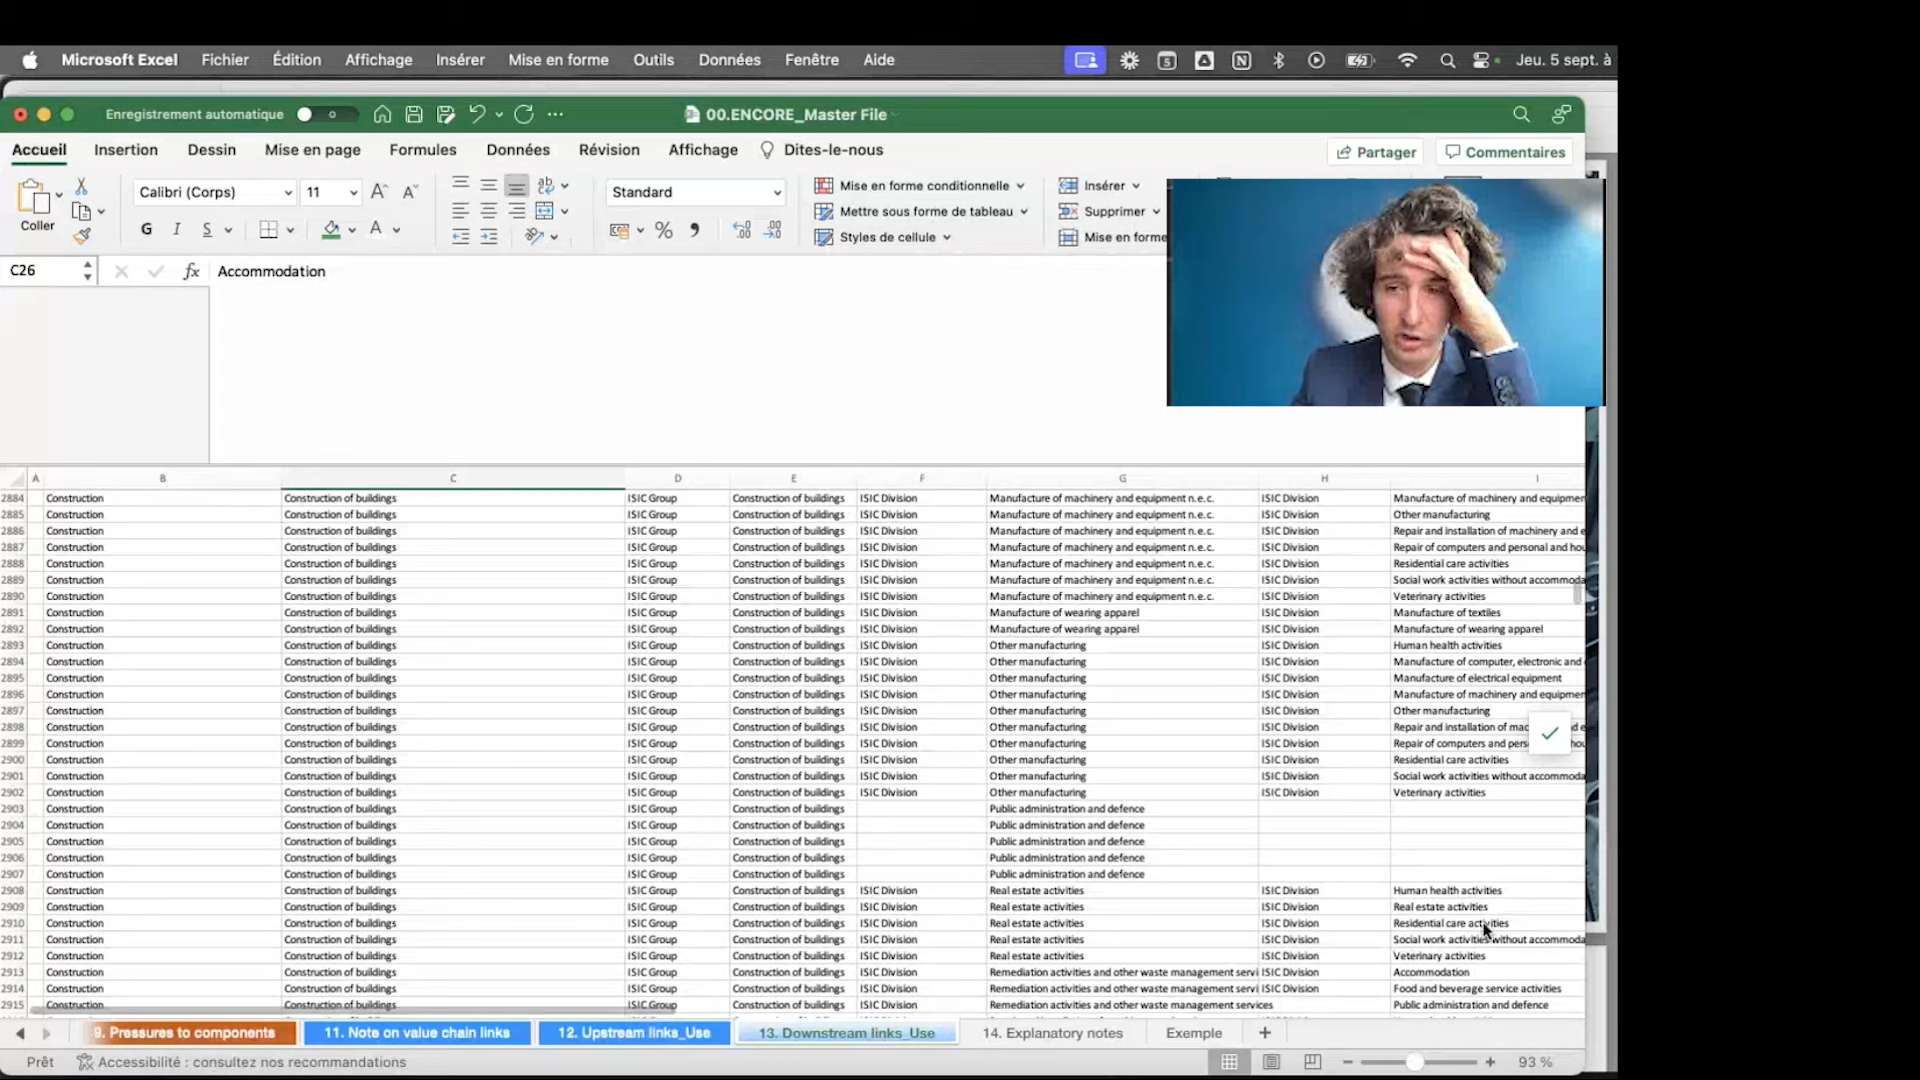 Microsoft Excel Fichier Édition Affichage Insérer Mise en forme Outils Données Fenêtre Aide Jeu. 5 sept. à
Enregistrement automatique 00.ENCORE_Master File
Accueil Insertion Dessin Mise en page Formules Données Révision Affichage Dites-le-nous Partager Commentaires
Coller Calibri (Corps) 11 Standard Mise en forme conditionnelle Insérer
G I S Mettre sous forme de tableau Supprimer
Styles de cellule Mise en forme
C26 fx Accommodation
A B C D E F G H I
2884 Construction Construction of buildings ISIC Group Construction of buildings ISIC Division Manufacture of machinery and equipment n.e.c. ISIC Division Manufacture of machinery and equipmen
2885 Construction Construction of buildings ISIC Group Construction of buildings ISIC Division Manufacture of machinery and equipment n.e.c. ISIC Division Other manufacturing
2886 Construction Construction of buildings ISIC Group Construction of buildings ISIC Division Manufacture of machinery and equipment n.e.c. ISIC Division Repair and installation of machinery and e
2887 Construction Construction of buildings ISIC Group Construction of buildings ISIC Division Manufacture of machinery and equipment n.e.c. ISIC Division Repair of computers and personal and hou
2888 Construction Construction of buildings ISIC Group Construction of buildings ISIC Division Manufacture of machinery and equipment n.e.c. ISIC Division Residential care activities
2889 Construction Construction of buildings ISIC Group Construction of buildings ISIC Division Manufacture of machinery and equipment n.e.c. ISIC Division Social work activities without accommoda
2890 Construction Construction of buildings ISIC Group Construction of buildings ISIC Division Manufacture of machinery and equipment n.e.c. ISIC Division Veterinary activities
2891 Construction Construction of buildings ISIC Group Construction of buildings ISIC Division Manufacture of wearing apparel ISIC Division Manufacture of textiles
2892 Construction Construction of buildings ISIC Group Construction of buildings ISIC Division Manufacture of wearing apparel ISIC Division Manufacture of wearing apparel
2893 Construction Construction of buildings ISIC Group Construction of buildings ISIC Division Other manufacturing ISIC Division Human health activities
2894 Construction Construction of buildings ISIC Group Construction of buildings ISIC Division Other manufacturing ISIC Division Manufacture of computer, electronic and
2895 Construction Construction of buildings ISIC Group Construction of buildings ISIC Division Other manufacturing ISIC Division Manufacture of electrical equipment
2896 Construction Construction of buildings ISIC Group Construction of buildings ISIC Division Other manufacturing ISIC Division Manufacture of machinery and equipmen
2897 Construction Construction of buildings ISIC Group Construction of buildings ISIC Division Other manufacturing ISIC Division Other manufacturing
2898 Construction Construction of buildings ISIC Group Construction of buildings ISIC Division Other manufacturing ISIC Division Repair and installation of mac
2899 Construction Construction of buildings ISIC Group Construction of buildings ISIC Division Other manufacturing ISIC Division Repair of computers and pers hou
2900 Construction Construction of buildings ISIC Group Construction of buildings ISIC Division Other manufacturing ISIC Division Residential care activities
2901 Construction Construction of buildings ISIC Group Construction of buildings ISIC Division Other manufacturing ISIC Division Social work activities without accommoda
2902 Construction Construction of buildings ISIC Group Construction of buildings ISIC Division Other manufacturing ISIC Division Veterinary activities
2903 Construction Construction of buildings ISIC Group Construction of buildings Public administration and defence
2904 Construction Construction of buildings ISIC Group Construction of buildings Public administration and defence
2905 Construction Construction of buildings ISIC Group Construction of buildings Public administration and defence
2906 Construction Construction of buildings ISIC Group Construction of buildings Public administration and defence
2907 Construction Construction of buildings ISIC Group Construction of buildings Public administration and defence
2908 Construction Construction of buildings ISIC Group Construction of buildings ISIC Division Real estate activities ISIC Division Human health activities
2909 Construction Construction of buildings ISIC Group Construction of buildings ISIC Division Real estate activities ISIC Division Real estate activities
2910 Construction Construction of buildings ISIC Group Construction of buildings ISIC Division Real estate activities ISIC Division Residential care activities
2911 Construction Construction of buildings ISIC Group Construction of buildings ISIC Division Real estate activities ISIC Division Social work activities without accommoda
2912 Construction Construction of buildings ISIC Group Construction of buildings ISIC Division Real estate activities ISIC Division Veterinary activities
2913 Construction Construction of buildings ISIC Group Construction of buildings ISIC Division Remediation activities and other waste management servi ISIC Division Accommodation
2914 Construction Construction of buildings ISIC Group Construction of buildings ISIC Division Remediation activities and other waste management servi ISIC Division Food and beverage service activities
2915 Construction Construction of buildings ISIC Group Construction of buildings ISIC Division Remediation activities and other waste management services Public administration and defence
9. Pressures to components 11. Note on value chain links 12. Upstream links_Use 13. Downstream links_Use 14. Explanatory notes Exemple +
Prêt Accessibilité : consultez nos recommandations 93 %